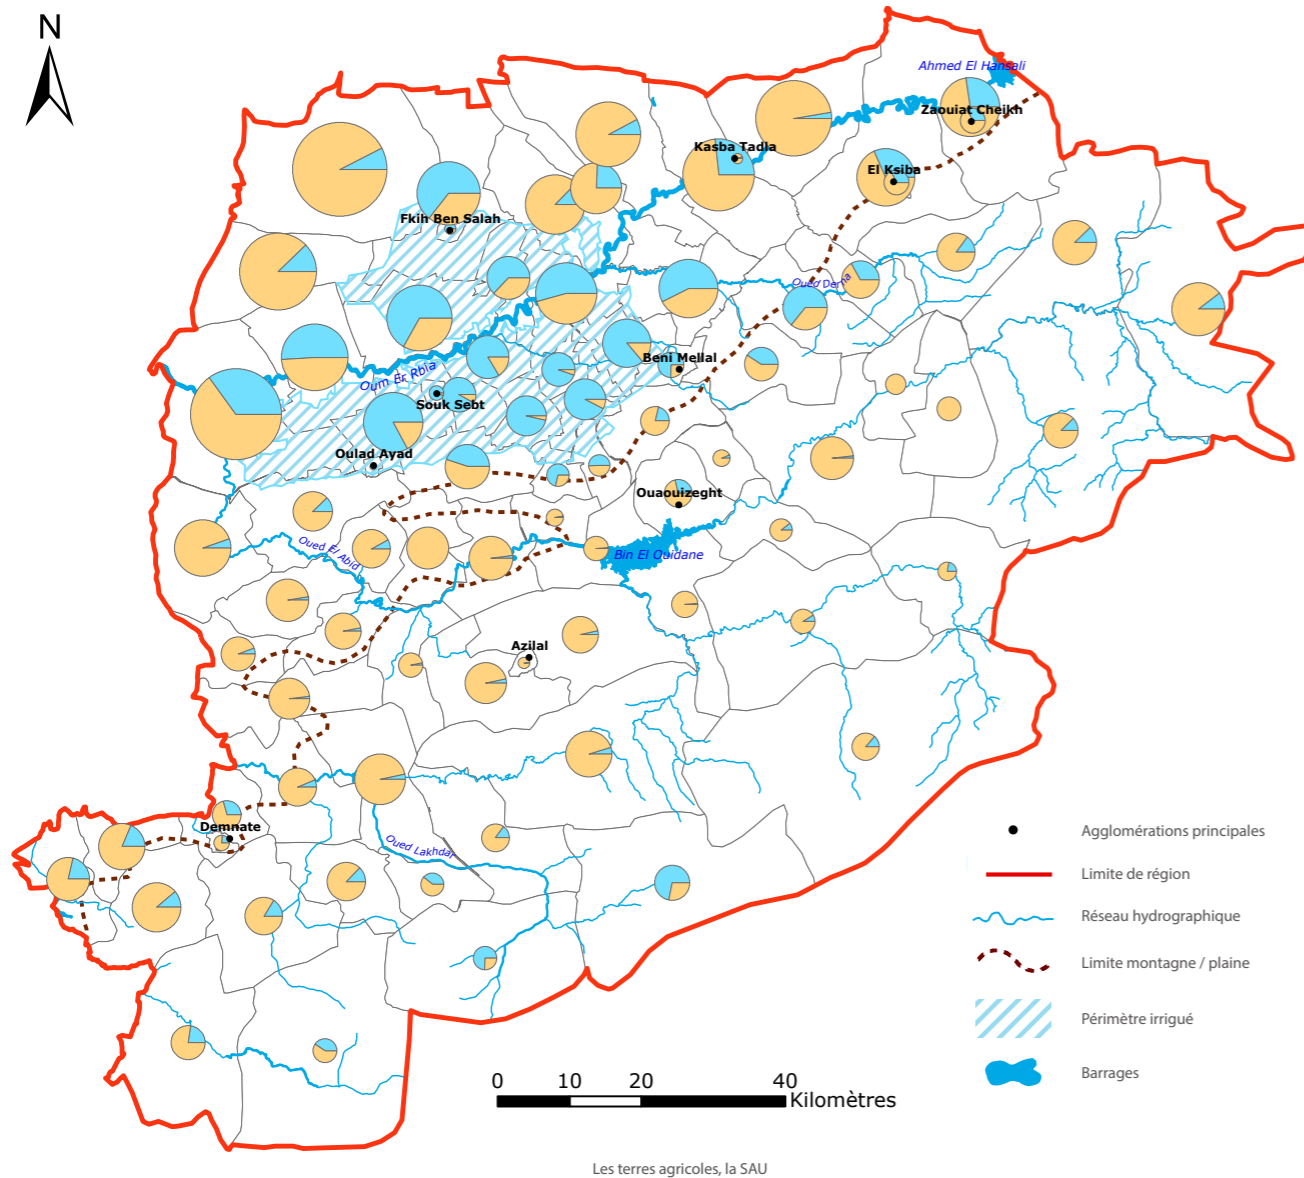 N
Ahmed El Hansali
Zaouiat Cheikh
Kasba Tadla
El Ksiba
Fkih Ben Salah
Oued Derna
Beni Mellal
Oum Er Rbia
Souk Sebt
Oulad Ayad
Ouaouizeght
Oued El Abid
Bin El Ouidane
Azilal
Demnate
Oued Lakhdar
Agglomérations principales
Limite de région
Réseau hydrographique
Limite montagne / plaine
Périmètre irrigué
Barrages
0 10 20 40
Kilomètres
Les terres agricoles, la SAU